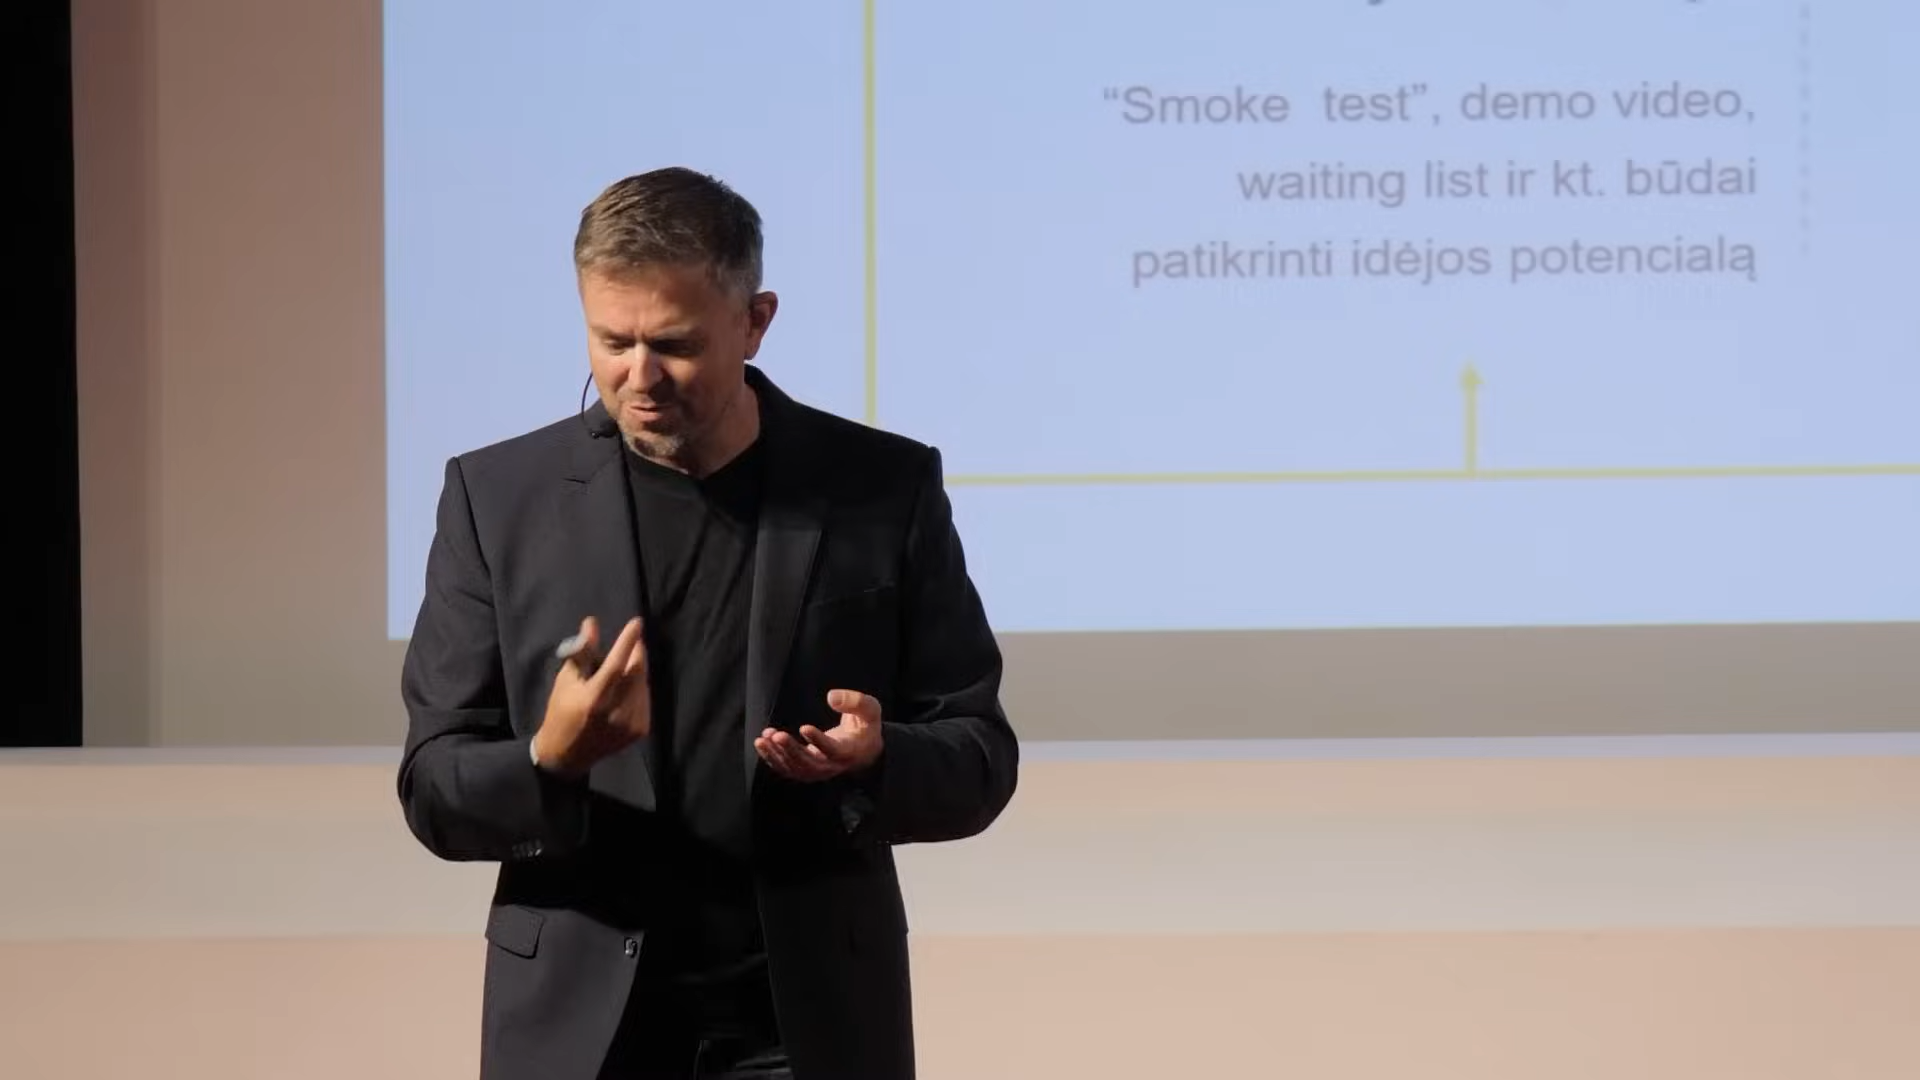 “Smoke  test”, demo video,
waiting list ir kt. būdai
patikrinti idėjos potencialą